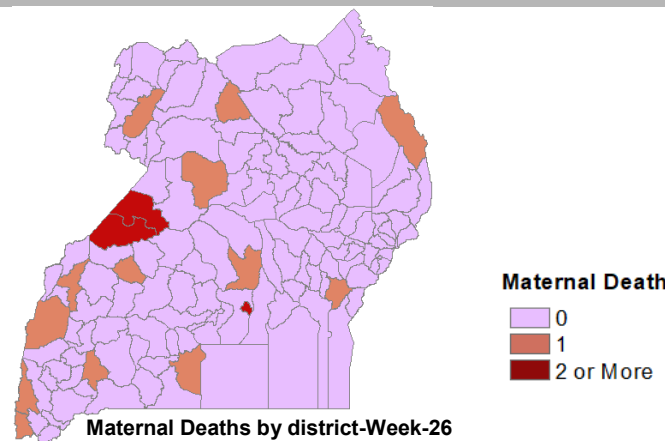 Maternal Death
0
1
2 or More
Maternal Deaths by district-Week-26